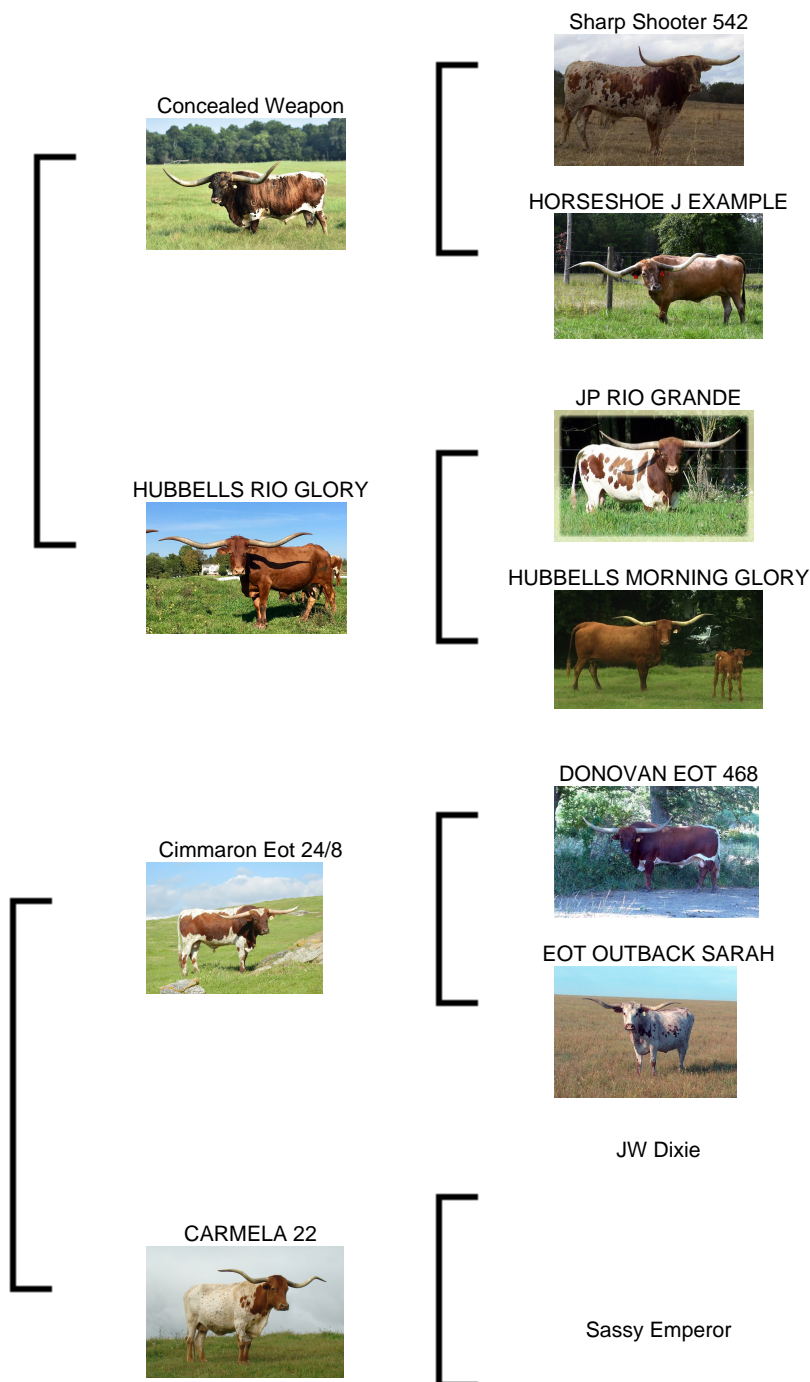 Sharp Shooter 542
Concealed Weapon
HORSESHOE J EXAMPLE
JP RIO GRANDE
HUBBELLS RIO GLORY
HUBBELLS MORNING GLORY
DONOVAN EOT 468
Cimmaron Eot 24/8
EOT OUTBACK SARAH
JW Dixie
CARMELA 22
Sassy Emperor